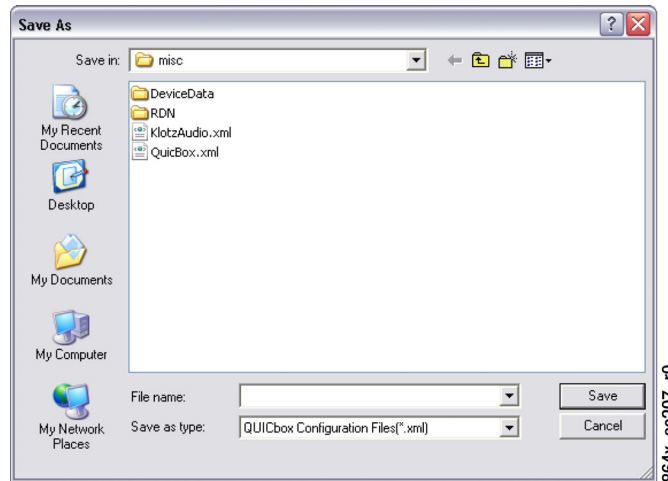 Save As
Save in: misc
DeviceData
RDN
KlotzAudio.xml
QuicBox.xml
My Recent
Documents
Desktop
My Documents
My Computer
My Network
Places
File name:
Save
Save as type: QUICbox Configuration Files(*.xml)
Cancel